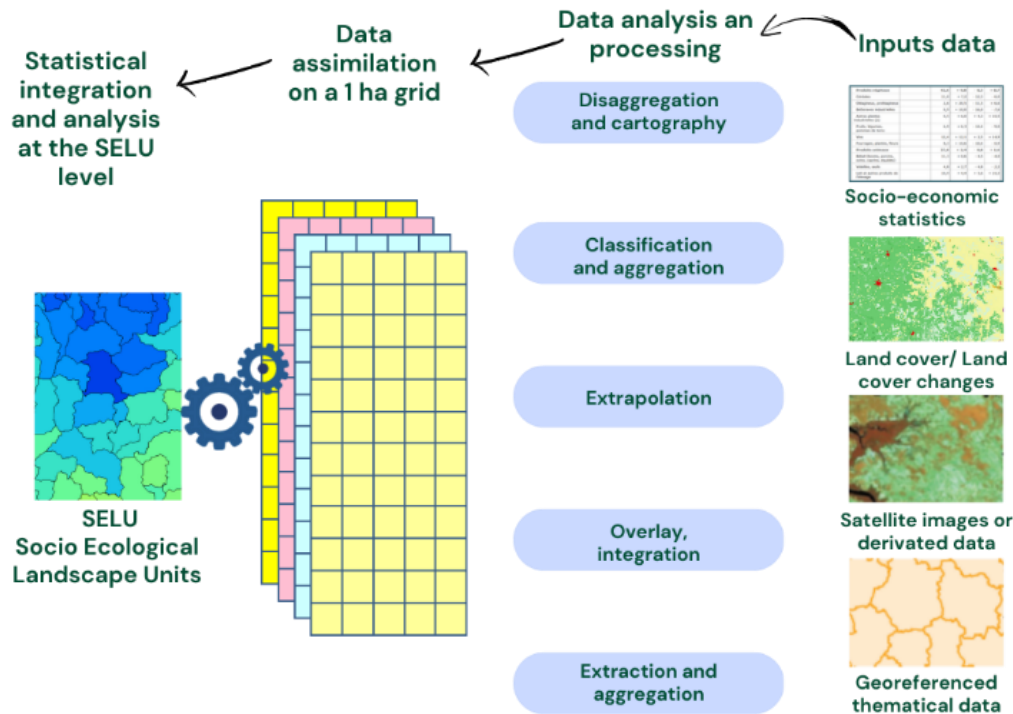 Statistical
integration
and analysis
at the SELU
level
Data
assimilation
on a 1 ha grid
Data analysis an
processing
Inputs data
Disaggregation
and cartography
Classification
and aggregation
Extrapolation
Overlay,
integration
Extraction and
aggregation
Socio-economic
statistics
Land cover/ Land
cover changes
Satellite images or
derivated data
Georeferenced
thematical data
SELU
Socio Ecological
Landscape Units